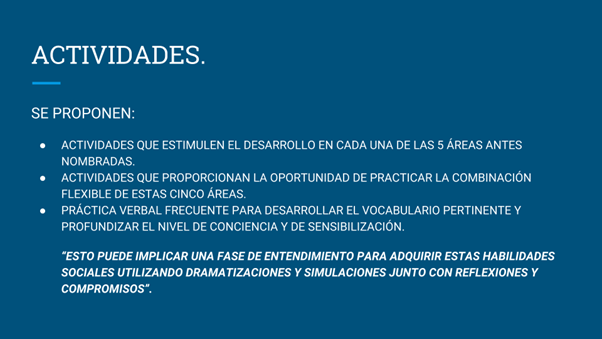 ACTIVIDADES.
SE PROPONEN:
● ACTIVIDADES QUE ESTIMULEN EL DESARROLLO EN CADA UNA DE LAS 5 ÁREAS ANTES
NOMBRADAS.
● ACTIVIDADES QUE PROPORCIONAN LA OPORTUNIDAD DE PRACTICAR LA COMBINACIÓN
FLEXIBLE DE ESTAS CINCO ÁREAS.
● PRÁCTICA VERBAL FRECUENTE PARA DESARROLLAR EL VOCABULARIO PERTINENTE Y
PROFUNDIZAR EL NIVEL DE CONCIENCIA Y DE SENSIBILIZACIÓN.
“ESTO PUEDE IMPLICAR UNA FASE DE ENTENDIMIENTO PARA ADQUIRIR ESTAS HABILIDADES
SOCIALES UTILIZANDO DRAMATIZACIONES Y SIMULACIONES JUNTO CON REFLEXIONES Y
COMPROMISOS”.